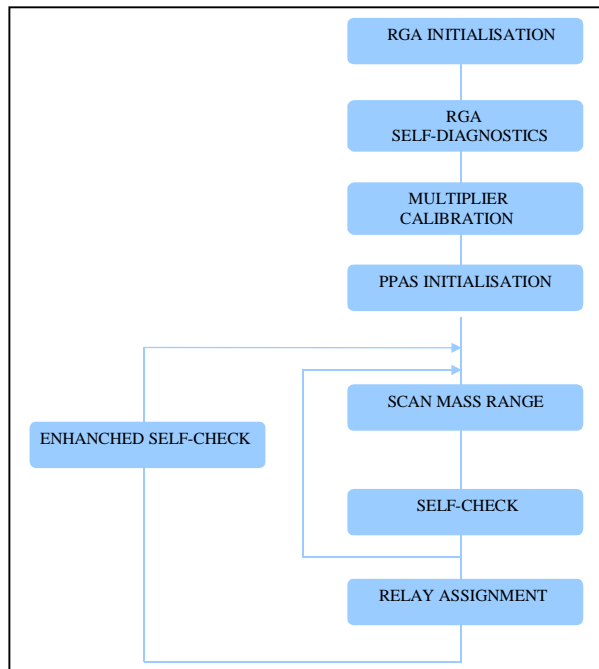 RGA INITIALISATION
RGA
SELF-DIAGNOSTICS
MULTIPLIER
CALIBRATION
PPAS INITIALISATION
SCAN MASS RANGE
ENHANCHED SELF-CHECK
SELF-CHECK
RELAY ASSIGNMENT